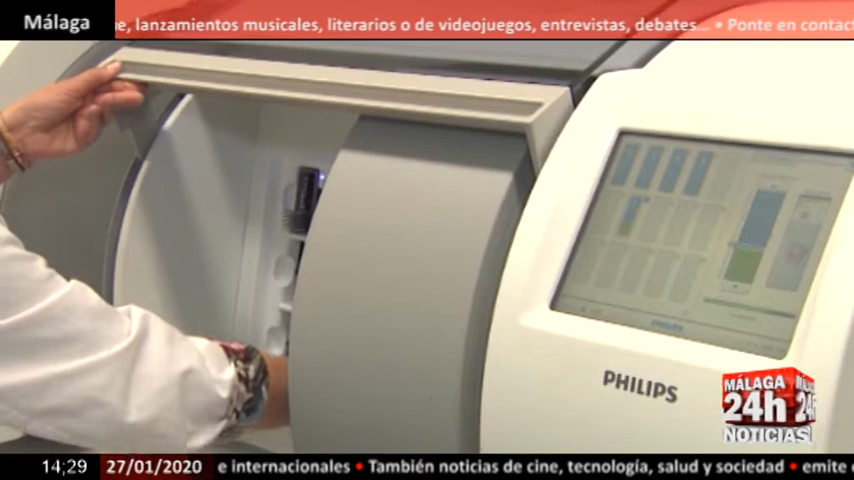 Málaga
ne, lanzamientos musicales, literarios o de videojuegos, entrevistas, debates... • Ponte en contact
PHILIPS
MÁLAGA
24h
NOTICIAS
14:29 27/01/2020 e internacionales • También noticias de cine, tecnología, salud y sociedad • emite